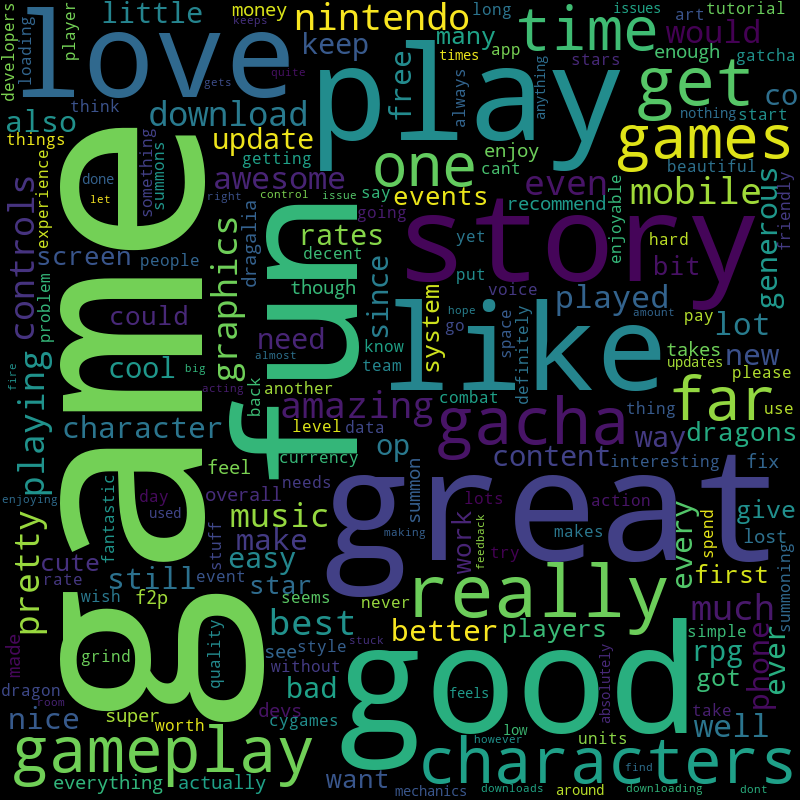 love
little
money
nintendo
long
time
issues
art
tutorial
developers
loading
player
keeps
quite
gets
think
keep
many
times
app
would
enough
gatcha
stars
free
play
always
anything
get
co
nothing
start
also
download
things
update
getting
awesome
one
enjoy
cant
games
beautiful
even
mobile
friendly
generous
done
let
something
summons
experience
right
control
issue
say
going
events
recommend
enjoyable
controls
game
rates
decent
yet
story
hard
bit
screen
people
graphics
dragalia
though
since
system
put
voice
go
hope
space
definitely
played
amount
pay
lot
problem
could
need
know
team
like
takes
new
updates
please
fire
cool
big
almost
back
another
acting
fun
combat
thing
far
use
playing
character
level
data
amazing
op
gacha
way
dragons
feel
currency
content
interesting
fix
enjoying
day
used
overall
needs
summon
great
lots
action
fantastic
music
stuff
making
feedback
makes
work
try
every
spend
give
lost
pretty
cute
rate
make
easy
still
event
star
first
summoning
wish
f2p
seems
never
really
much
phone
made
best
better
players
simple
ever
grind
quality
see
style
without
stuck
good
absolutely
rpg
got
dragon
room
bad
feels
take
nice
super
worth
devs
cygames
low
units
well
however
gameplay
want
characters
find
everything
actually
mechanics
downloads
around
downloading
dont